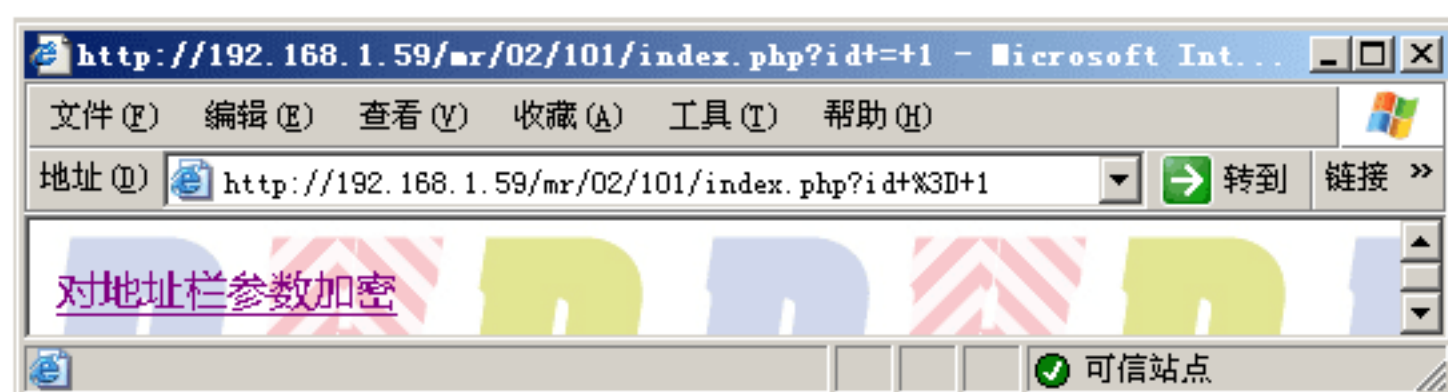 http://192.168.1.59/mr/02/101/index.php?id+=+1 - Microsoft Int...
文件(F) 编辑(E) 查看(V) 收藏(A) 工具(T) 帮助(H)
地址(D) http://192.168.1.59/mr/02/101/index.php?id+%3D+1 转到 链接 »
对地址栏参数加密
可信站点